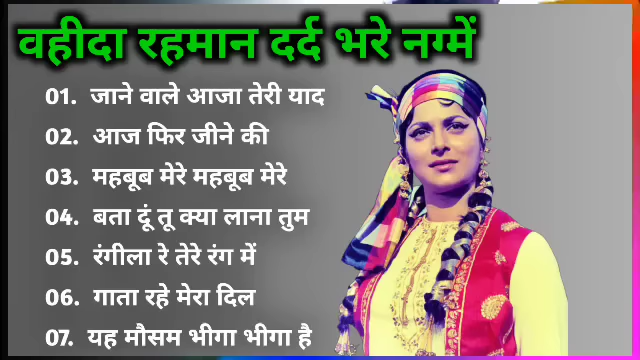 वहीदा रहमान दर्द भरे नग्में
01. जाने वाले आजा तेरी याद
02. आज फिर जीने की
03. महबूब मेरे महबूब मेरे
04. बता दूं तू क्या लाना तुम
05. रंगीला रे तेरे रंग में
06. गाता रहे मेरा दिल
07. यह मौसम भीगा भीगा है